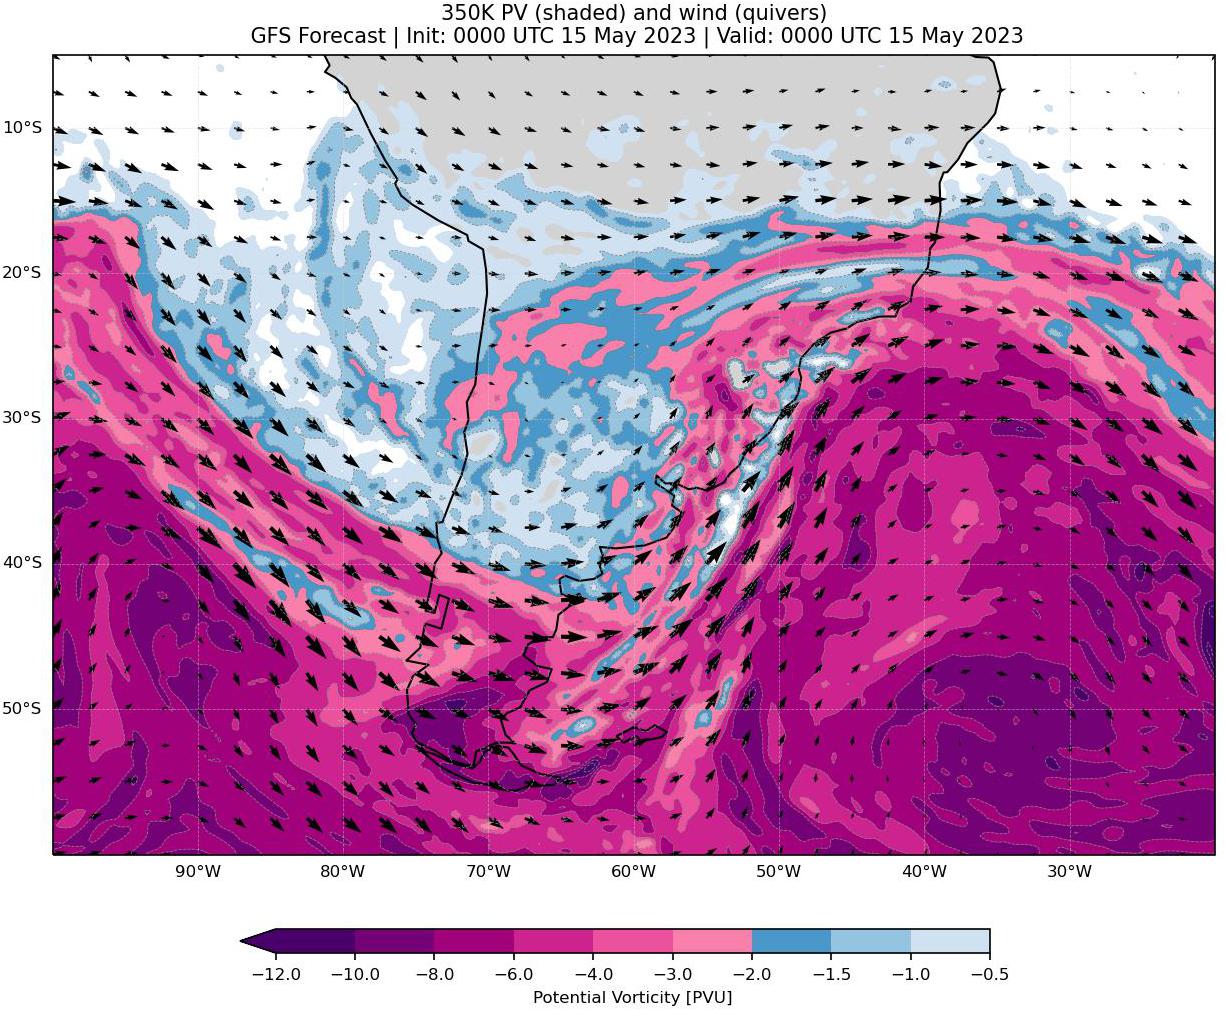 350K PV (shaded) and wind (quivers)
GFS Forecast | Init: 0000 UTC 15 May 2023 | Valid: 0000 UTC 15 May 2023
10°S
20°S
30°S
40°S
50°S
90°W 80°W 70°W 60°W 50°W 40°W 30°W
−12.0 −10.0 −8.0 −6.0 −4.0 −3.0 −2.0 −1.5 −1.0 −0.5
Potential Vorticity [PVU]